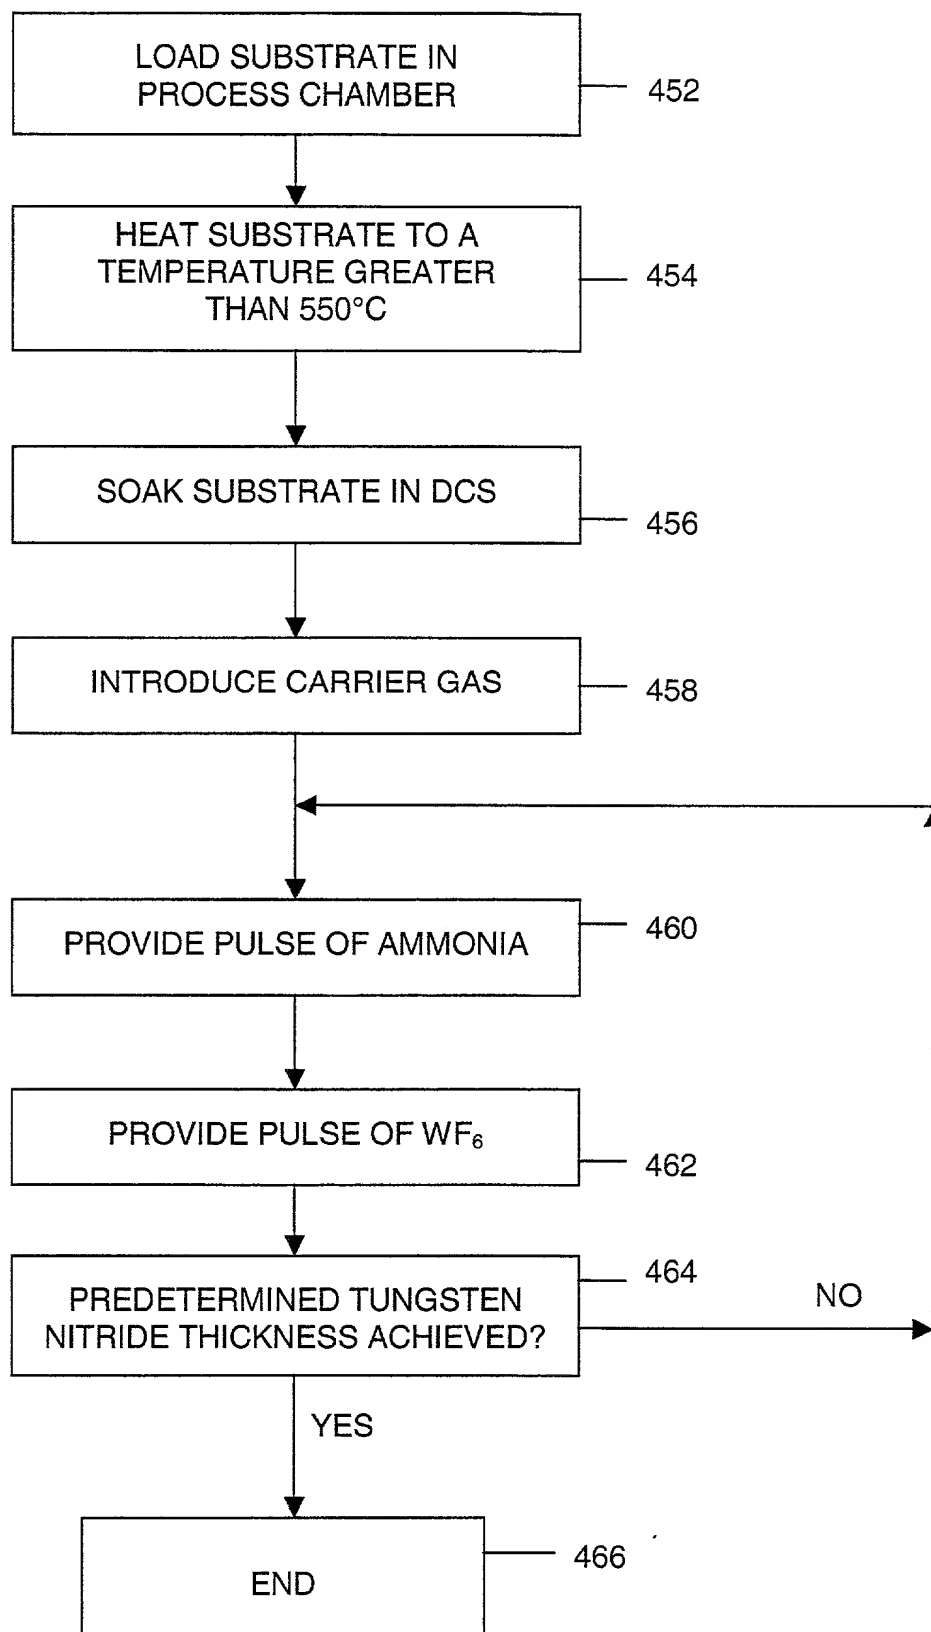 LOAD SUBSTRATE IN
PROCESS CHAMBER
452
HEAT SUBSTRATE TO A
TEMPERATURE GREATER
THAN 550°C
454
SOAK SUBSTRATE IN DCS
456
INTRODUCE CARRIER GAS
458
PROVIDE PULSE OF AMMONIA
460
PROVIDE PULSE OF WF₆
462
PREDETERMINED TUNGSTEN
NITRIDE THICKNESS ACHIEVED?
464
NO
YES
END
466